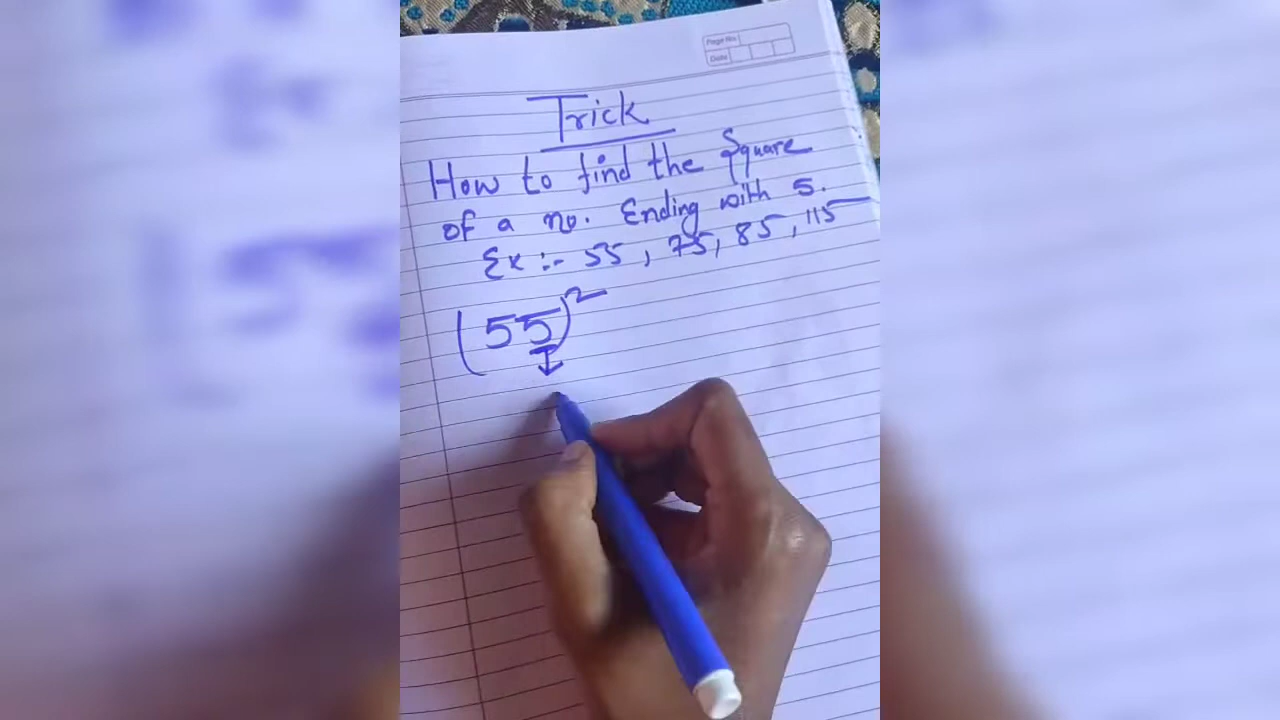 Page No.
Date
Trick
How to find the Square
of a no. Ending with 5.
Ex :- 55, 75, 85, 115
(55)²